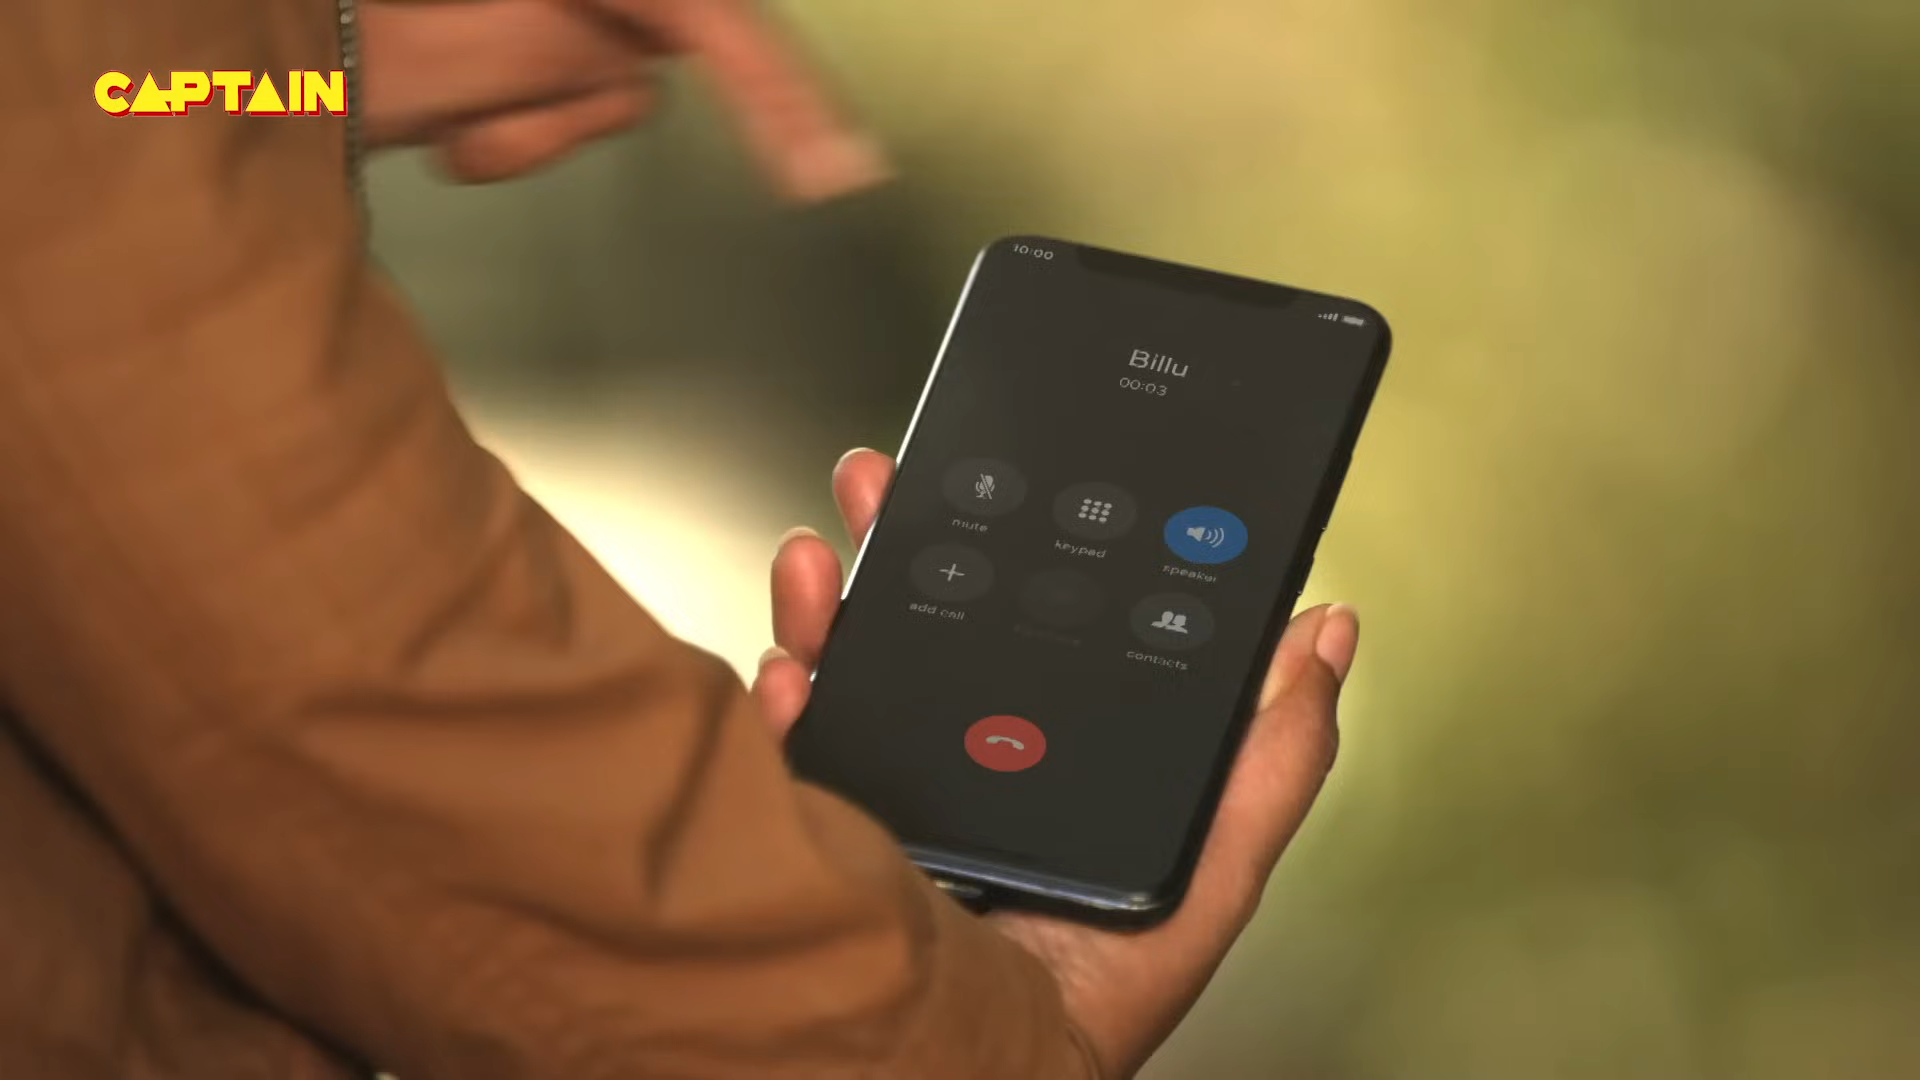 CAPTAIN
10:00
Billu
00:03
mute
keypad
speaker
add call
contacts